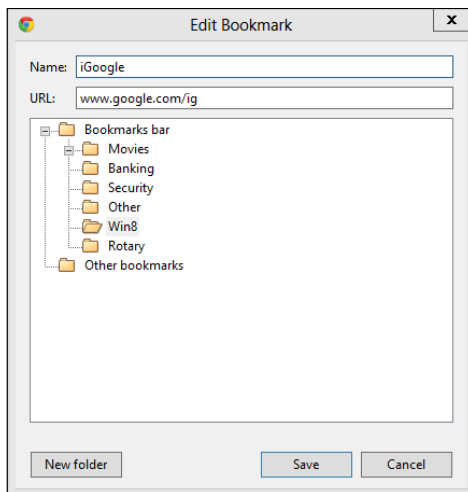 Edit Bookmark x
Name: iGoogle
URL: www.google.com/ig
Bookmarks bar
Movies
Banking
Security
Other
Win8
Rotary
Other bookmarks
New folder Save Cancel